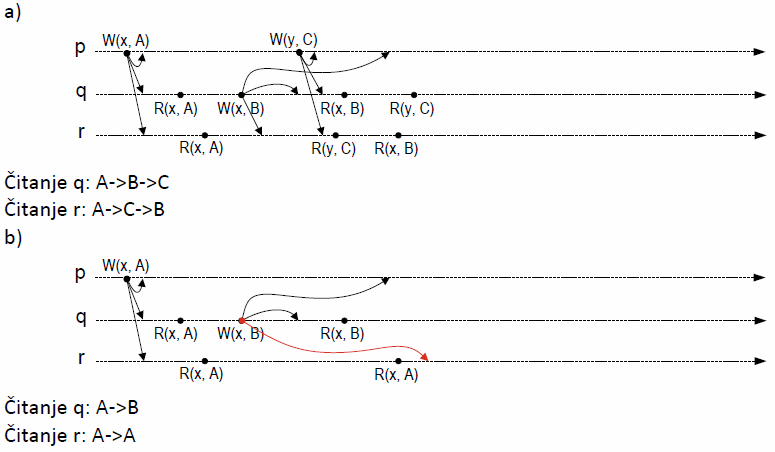 a)
W(x, A) W(y, C)
p
q
R(x, A) W(x, B) R(x, B) R(y, C)
r
R(x, A) R(y, C) R(x, B)
Čitanje q: A->B->C
Čitanje r: A->C->B
b)
W(x, A)
p
q
R(x, A) W(x, B) R(x, B)
r
R(x, A) R(x, A)
Čitanje q: A->B
Čitanje r: A->A